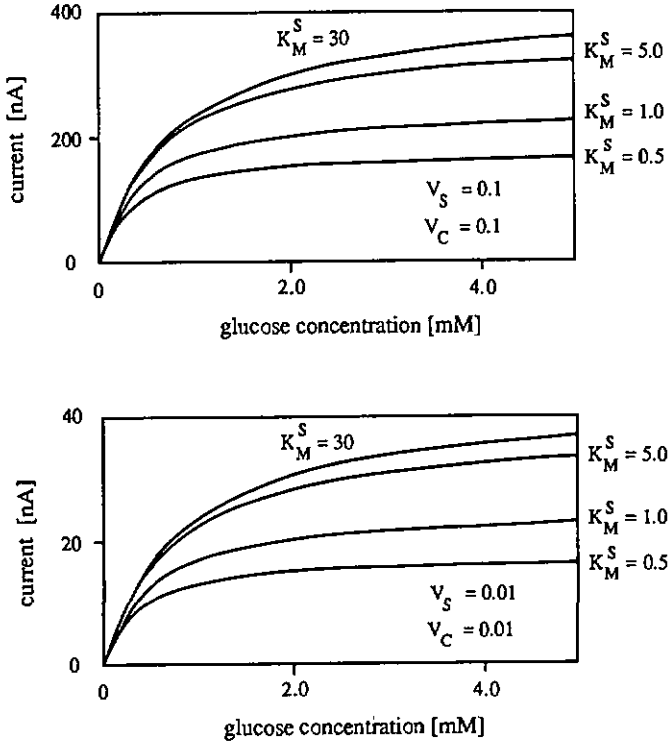 400
K_M^S = 30
K_M^S = 5.0
200
K_M^S = 1.0
K_M^S = 0.5
current [nA]
V_S = 0.1
V_C = 0.1
0
0 2.0 4.0
glucose concentration [mM]
40
K_M^S = 30
K_M^S = 5.0
20
K_M^S = 1.0
K_M^S = 0.5
current [nA]
V_S = 0.01
V_C = 0.01
0
0 2.0 4.0
glucose concentration [mM]